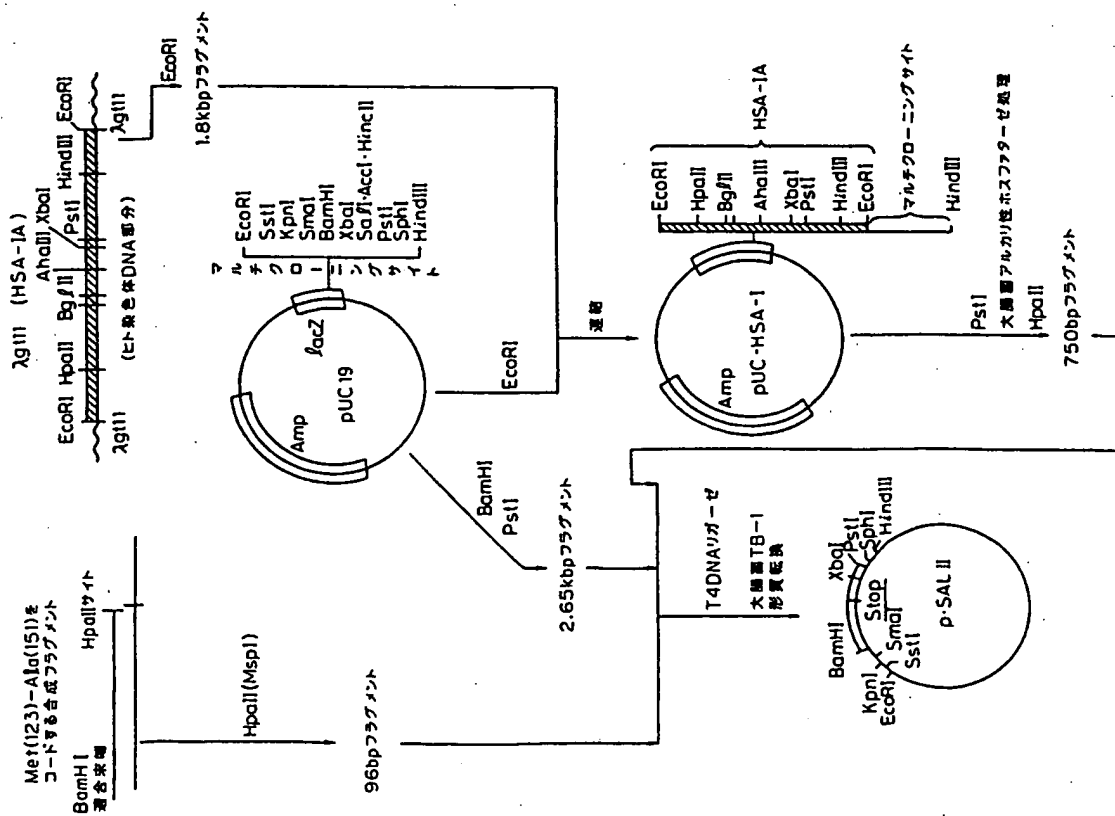 λgt11 (HSA-IA)
EcoRI HpaII BglII AhaIII XbaI PstI HindIII EcoRI
λgt11 (ヒト染色体DNA部分) λgt11
EcoRI
1.8kbpフラグメント
Met(123)-Ala(151)を
コードする合成フラグメント
BamHI
適合末端
HpaIIサイト
HpaII(MspI)
96bpフラグメント
Amp
pUC19
lacZ
マルチクローニングサイト
EcoRI
SstI
KpnI
SmaI
BamHI
XbaI
SalI・AccI・HincII
PstI
SphI
HindIII
BamHI
PstI
2.65kbpフラグメント
EcoRI
連結
Amp
pUC-HSA-I
EcoRI
HpaII
BglII
AhaIII
XbaI
PstI
HindIII
EcoRI
HSA-IA
マルチクローニングサイト
HindIII
PstI
大腸菌アルカリ性ホスファターゼ処理
HpaII
750bpフラグメント
T4DNAリガーゼ
大腸菌TB-1
形質転換
BamHI
XbaI
PstI
SphI
HindIII
Stop
SmaI
SstI
KpnI
EcoRI
p・SAL II